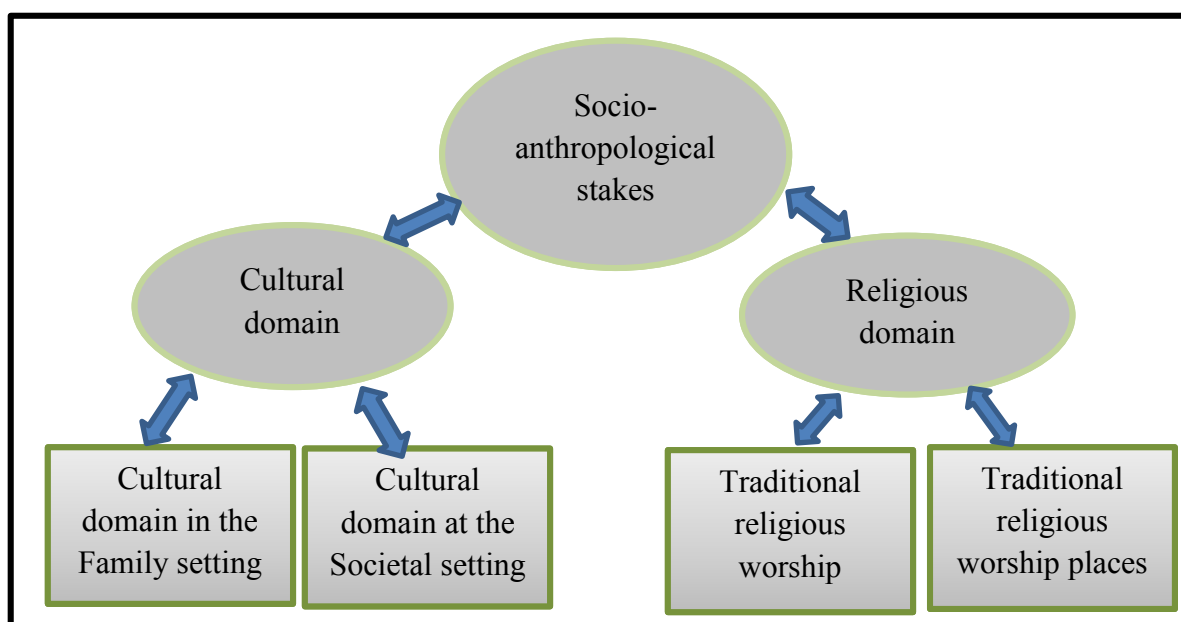 Socio-
anthropological
stakes
Cultural
domain
Religious
domain
Cultural
domain in the
Family setting
Cultural
domain at the
Societal setting
Traditional
religious
worship
Traditional
religious
worship places